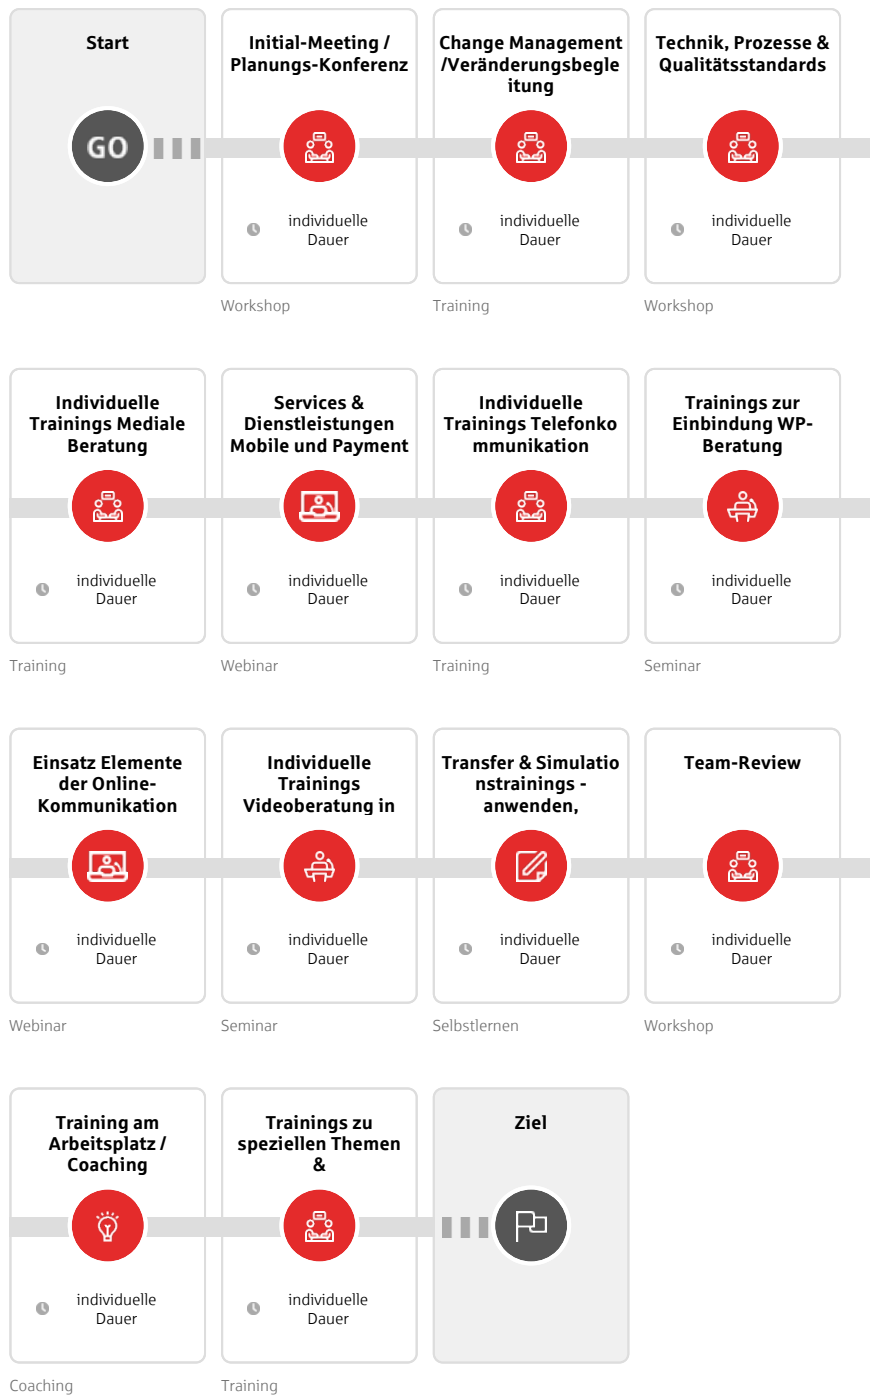 Start
GO
Initial-Meeting /
Planungs-Konferenz
individuelle
Dauer
Workshop
Change Management
/Veränderungsbegle
itung
individuelle
Dauer
Training
Technik, Prozesse &
Qualitätsstandards
individuelle
Dauer
Workshop
Individuelle
Trainings Mediale
Beratung
individuelle
Dauer
Training
Services &
Dienstleistungen
Mobile und Payment
individuelle
Dauer
Webinar
Individuelle
Trainings Telefonko
mmunikation
individuelle
Dauer
Training
Trainings zur
Einbindung WP-
Beratung
individuelle
Dauer
Seminar
Einsatz Elemente
der Online-
Kommunikation
individuelle
Dauer
Webinar
Individuelle
Trainings
Videoberatung in
individuelle
Dauer
Seminar
Transfer & Simulatio
nstrainings -
anwenden,
individuelle
Dauer
Selbstlernen
Team-Review
individuelle
Dauer
Workshop
Training am
Arbeitsplatz /
Coaching
individuelle
Dauer
Coaching
Trainings zu
speziellen Themen
&
individuelle
Dauer
Training
Ziel